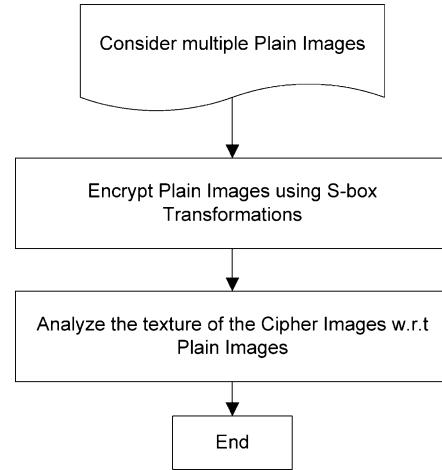 Consider multiple Plain Images
Encrypt Plain Images using S-box
Transformations
Analyze the texture of the Cipher Images w.r.t
Plain Images
End